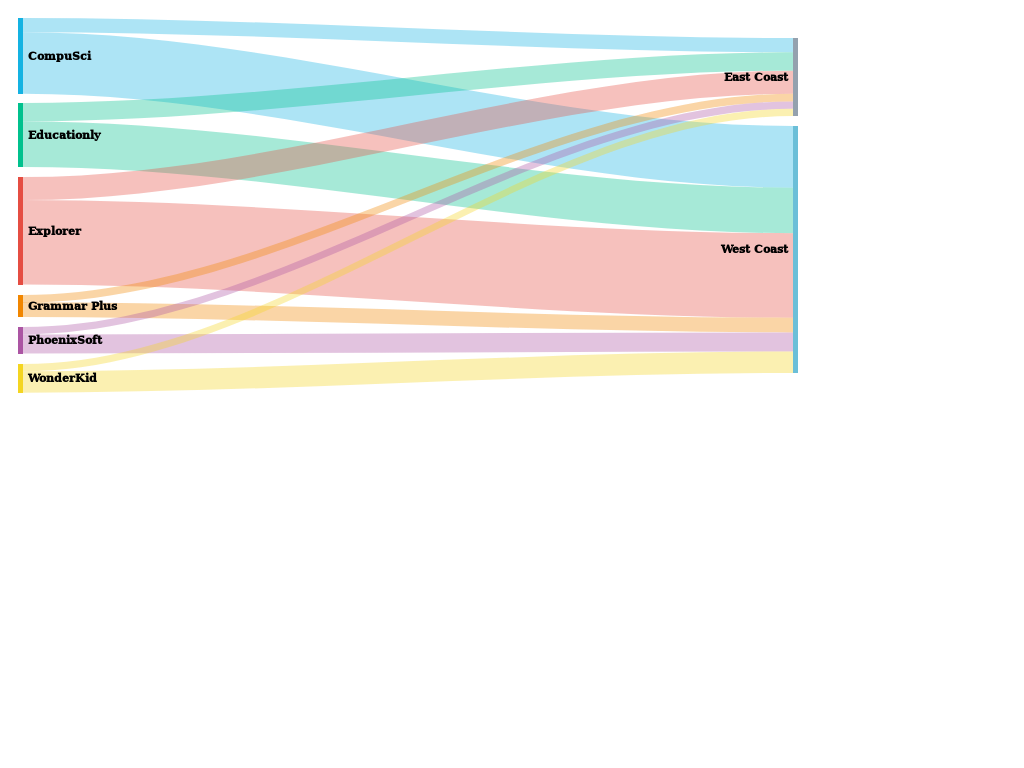 CompuSci
Educationly
Explorer
Grammar Plus
PhoenixSoft
WonderKid
East Coast
West Coast